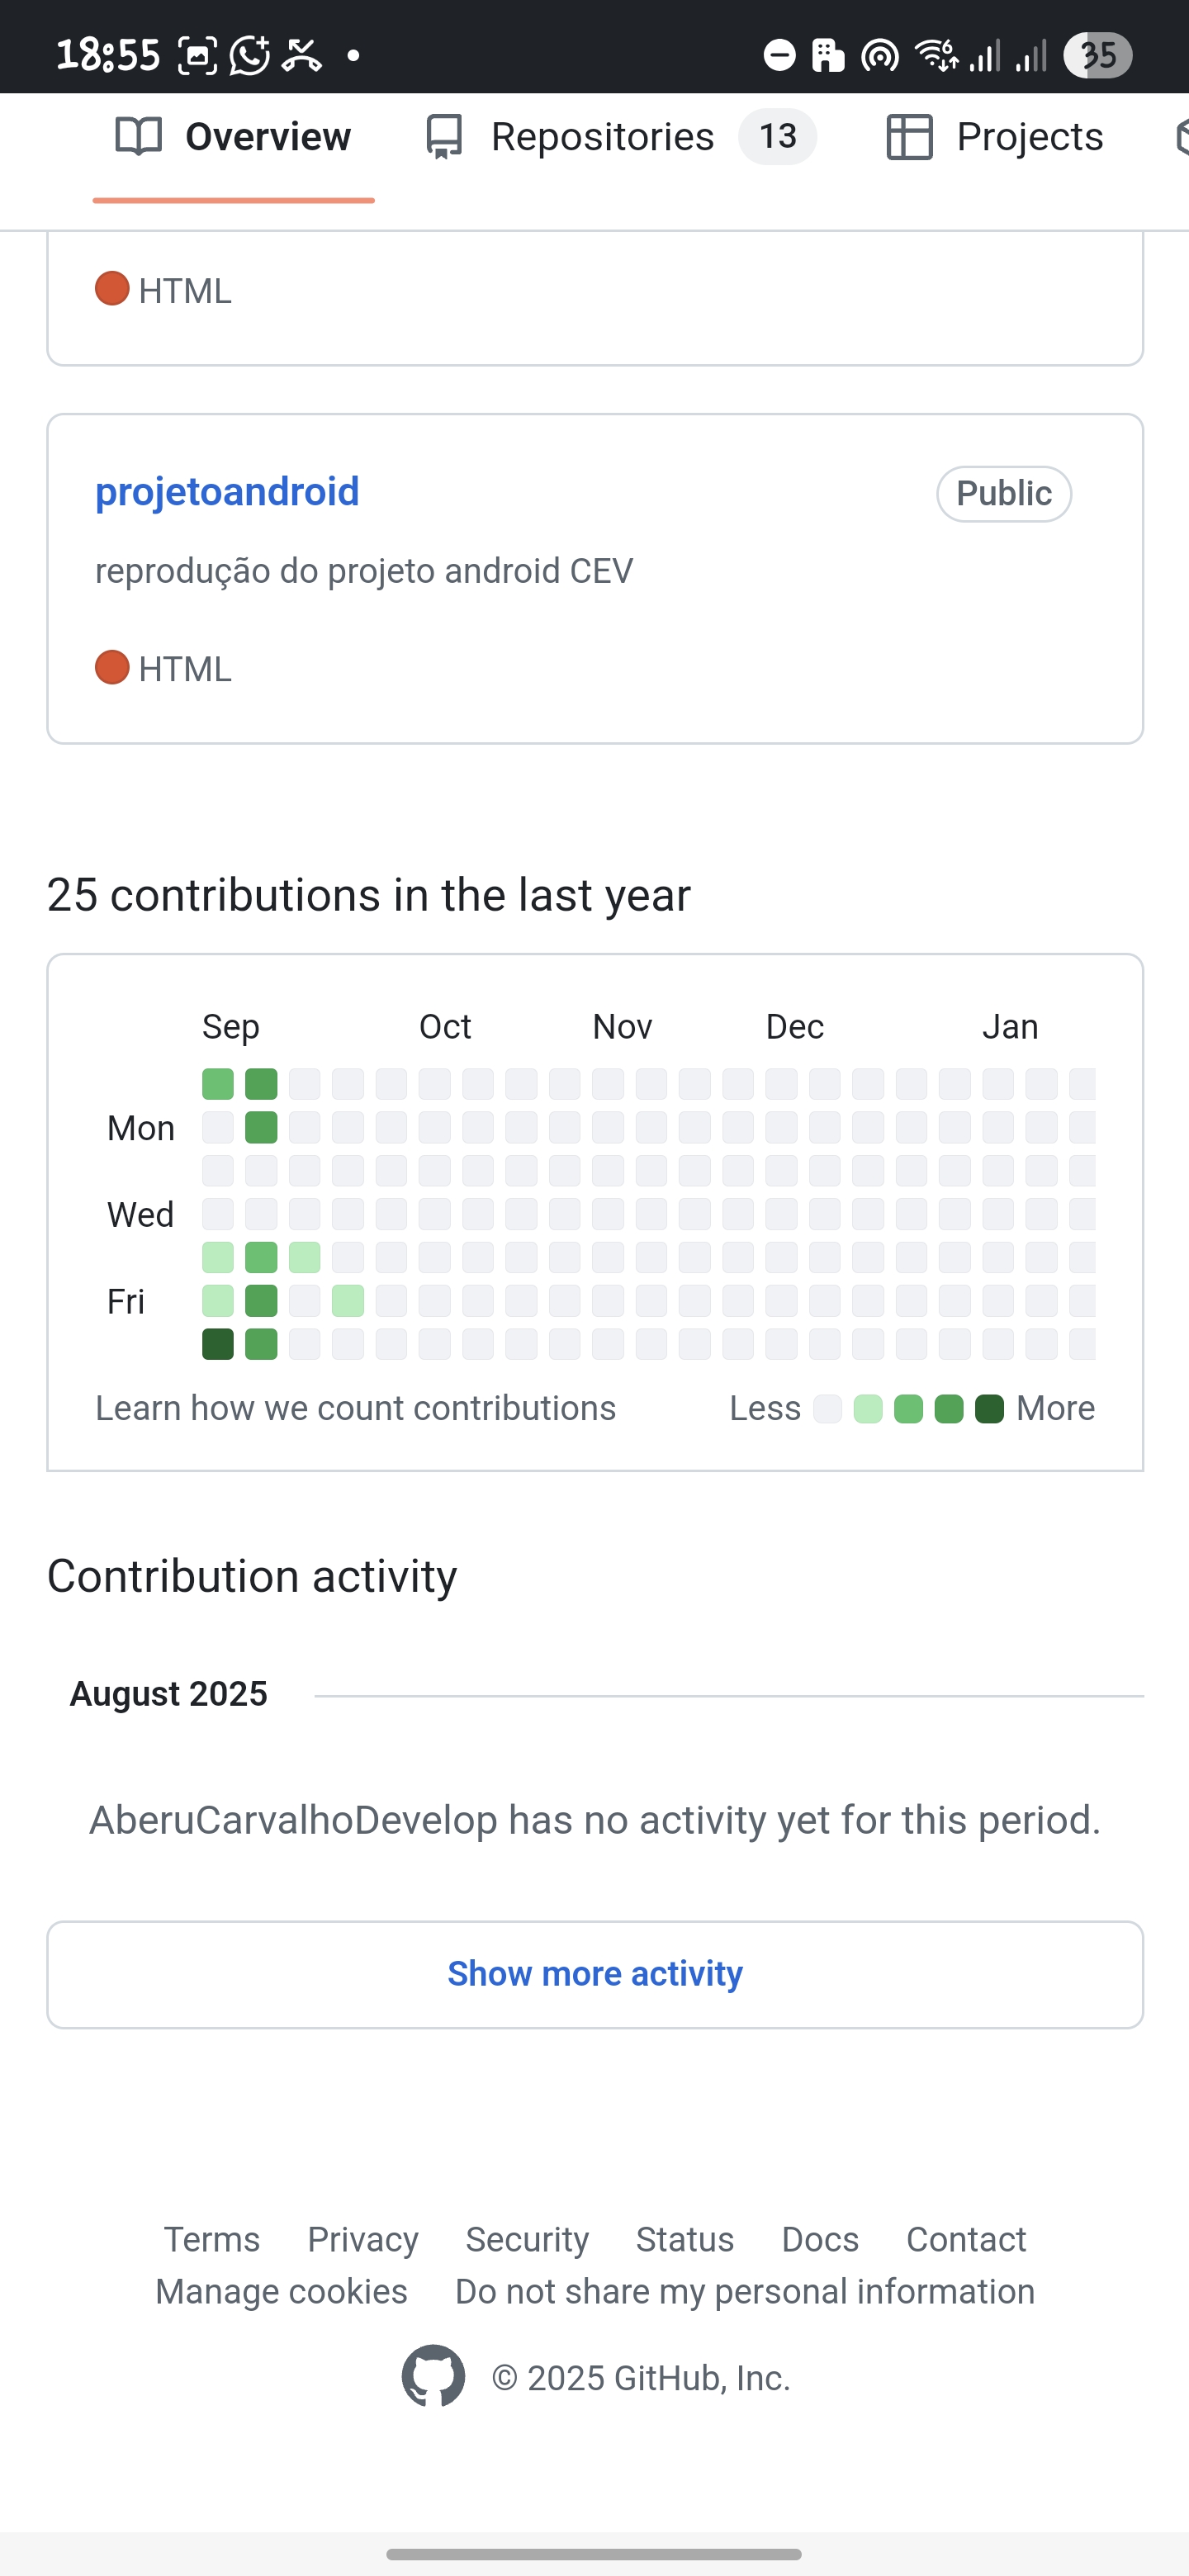 18:55 6 35
Overview Repositories 13 Projects
HTML
projetoandroid Public
reprodução do projeto android CEV
HTML
25 contributions in the last year
Sep Oct Nov Dec Jan
Mon
Wed
Fri
Learn how we count contributions Less More
Contribution activity
August 2025
AberuCarvalhoDevelop has no activity yet for this period.
Show more activity
Terms Privacy Security Status Docs Contact
Manage cookies Do not share my personal information
© 2025 GitHub, Inc.